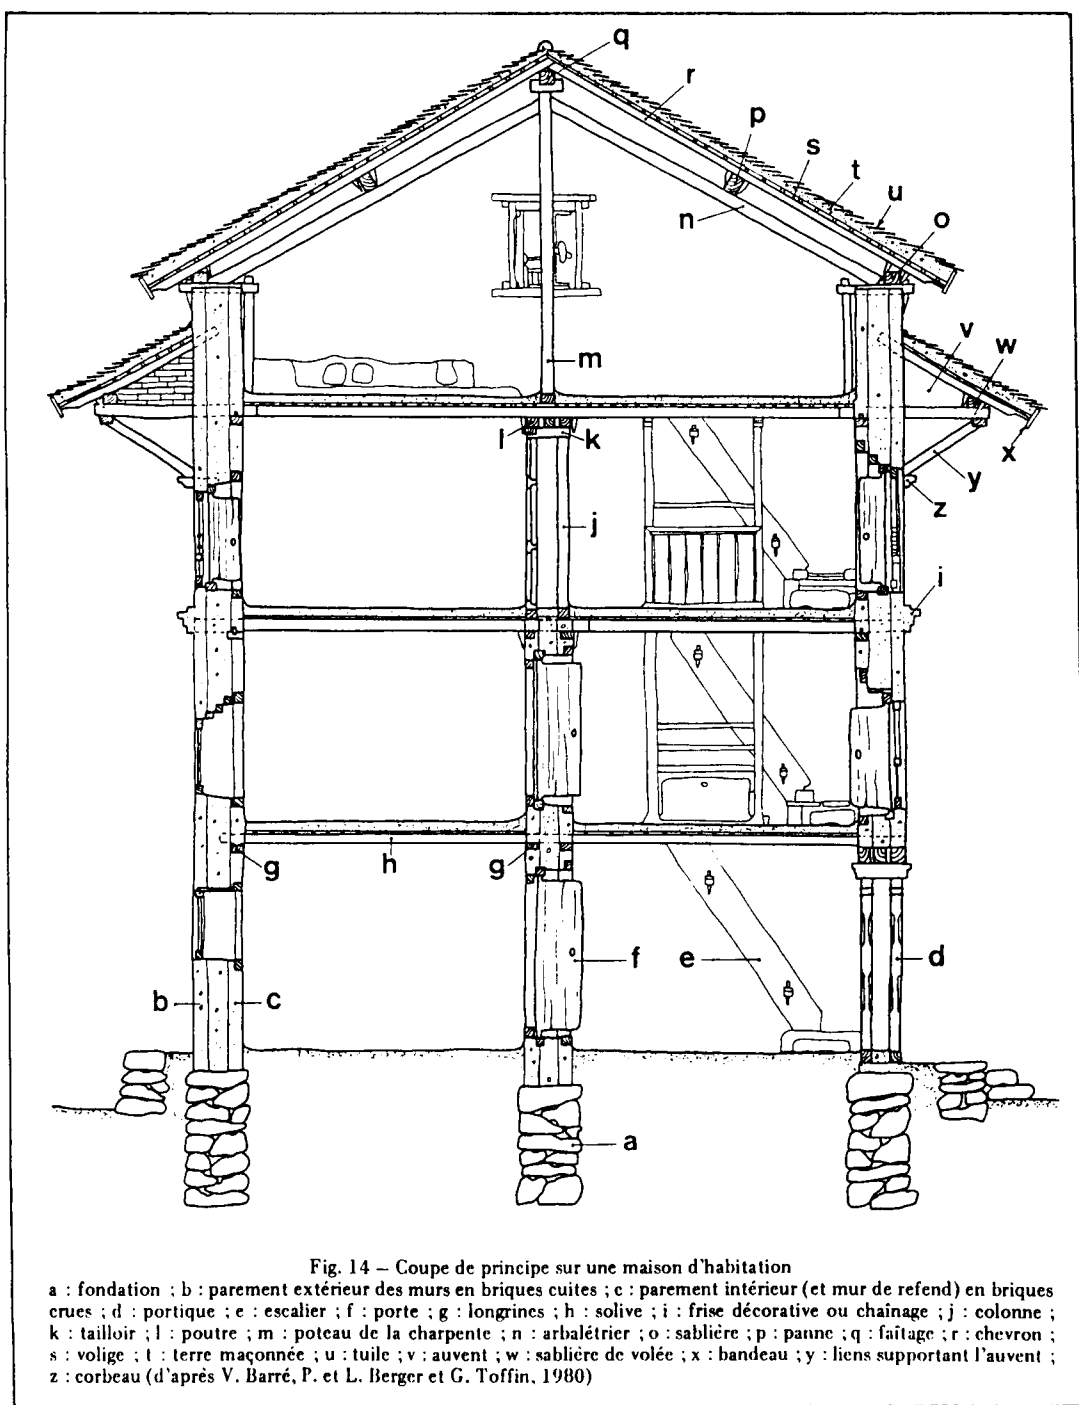 q
r
p
s
t
u
n
o
v
w
m
l
k
x
y
z
j
i
g
h
g
f
e
d
b
c
a
Fig. 14 – Coupe de principe sur une maison d'habitation
a : fondation ; b : parement extérieur des murs en briques cuites ; c : parement intérieur (et mur de refend) en briques
crues ; d : portique ; e : escalier ; f : porte ; g : longrines ; h : solive ; i : frise décorative ou chaînage ; j : colonne ;
k : tailloir ; l : poutre ; m : poteau de la charpente ; n : arbalétrier ; o : sablière ; p : panne ; q : faîtage ; r : chevron ;
s : volige ; t : terre maçonnée ; u : tuile ; v : auvent ; w : sablière de volée ; x : bandeau ; y : liens supportant l'auvent ;
z : corbeau (d'après V. Barré, P. et L. Berger et G. Toffin, 1980)